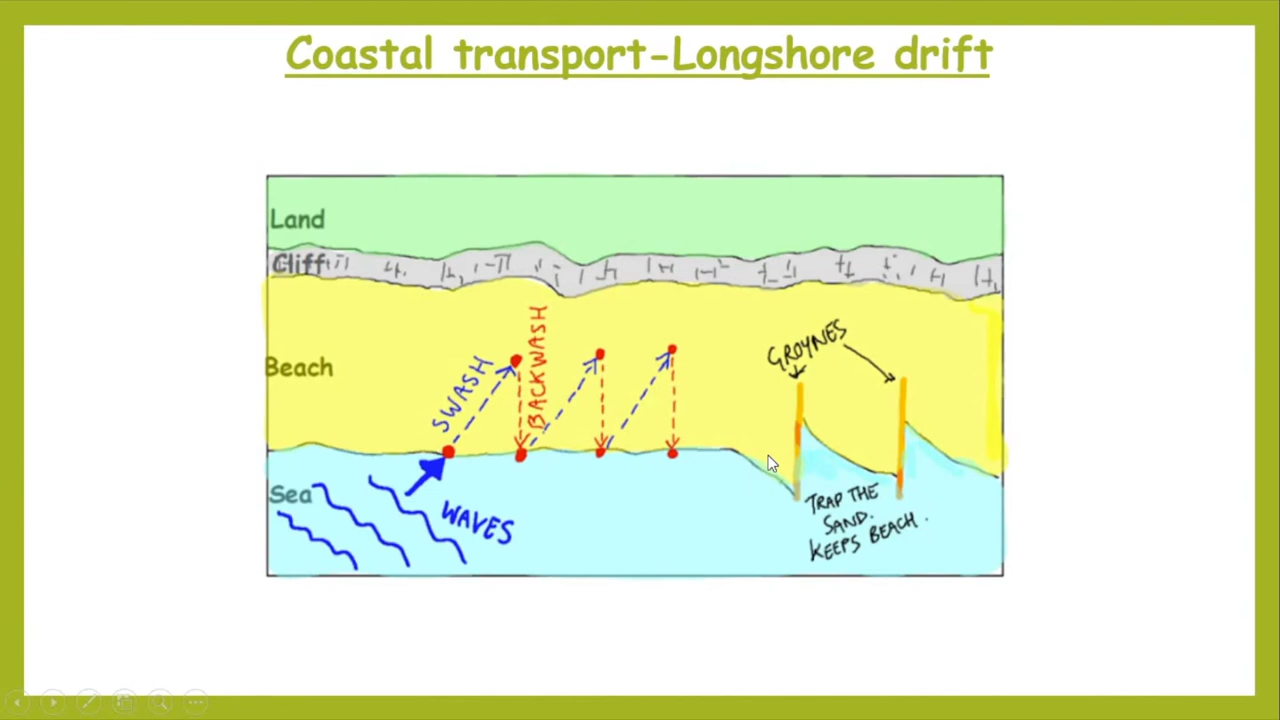 Coastal transport-Longshore drift
Land
Cliff
Beach
SWASH
BACKWASH
GROYNES
Sea
WAVES
TRAP THE
SAND.
KEEPS BEACH.